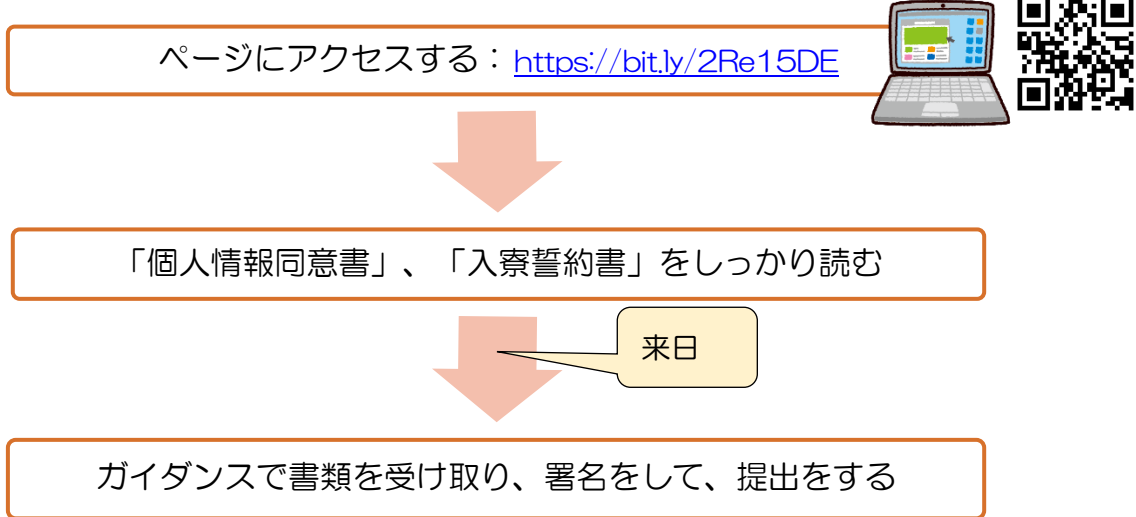 ページにアクセスする：https://bit.ly/2Re15DE
「個人情報同意書」、「入寮誓約書」をしっかり読む
来日
ガイダンスで書類を受け取り、署名をして、提出をする